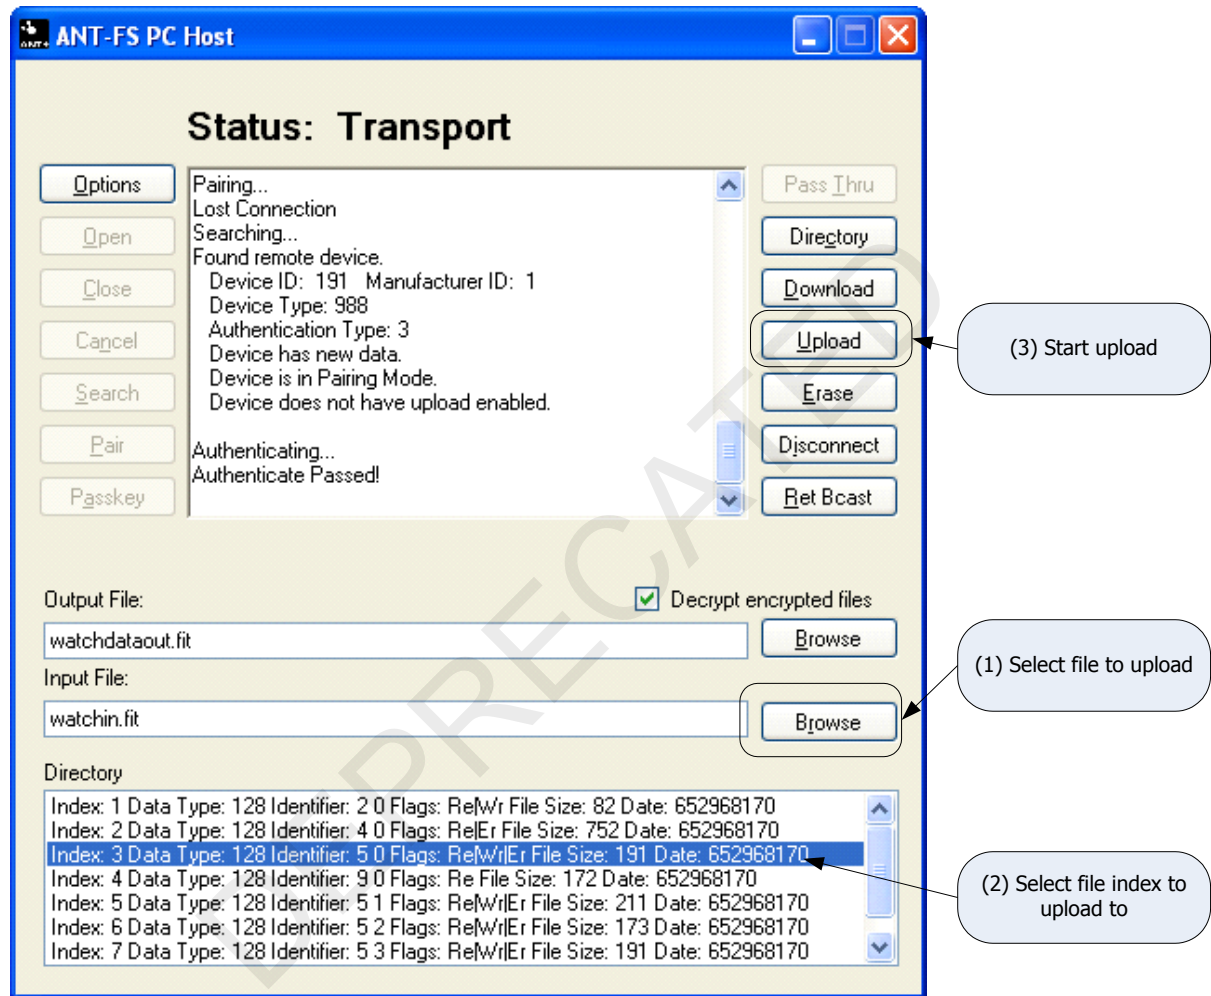 ANT-FS PC Host
Status: Transport
Options
Open
Close
Cancel
Search
Pair
Passkey
Pairing...
Lost Connection
Searching...
Found remote device.
Device ID: 191 Manufacturer ID: 1
Device Type: 988
Authentication Type: 3
Device has new data.
Device is in Pairing Mode.
Device does not have upload enabled.
Authenticating...
Authenticate Passed!
Pass Thru
Directory
Download
Upload
Erase
Disconnect
Ret Bcast
(3) Start upload
Output File:
Decrypt encrypted files
watchdataout.fit
Browse
Input File:
watchin.fit
Browse
(1) Select file to upload
Directory
Index: 1 Data Type: 128 Identifier: 2 0 Flags: Re|Wr File Size: 82 Date: 652968170
Index: 2 Data Type: 128 Identifier: 4 0 Flags: Re|Er File Size: 752 Date: 652968170
Index: 3 Data Type: 128 Identifier: 5 0 Flags: Re|Wr|Er File Size: 191 Date: 652968170
Index: 4 Data Type: 128 Identifier: 9 0 Flags: Re File Size: 172 Date: 652968170
Index: 5 Data Type: 128 Identifier: 5 1 Flags: Re|Wr|Er File Size: 211 Date: 652968170
Index: 6 Data Type: 128 Identifier: 5 2 Flags: Re|Wr|Er File Size: 173 Date: 652968170
Index: 7 Data Type: 128 Identifier: 5 3 Flags: Re|Wr|Er File Size: 191 Date: 652968170
(2) Select file index to
upload to
DEPRECATED
ANT+